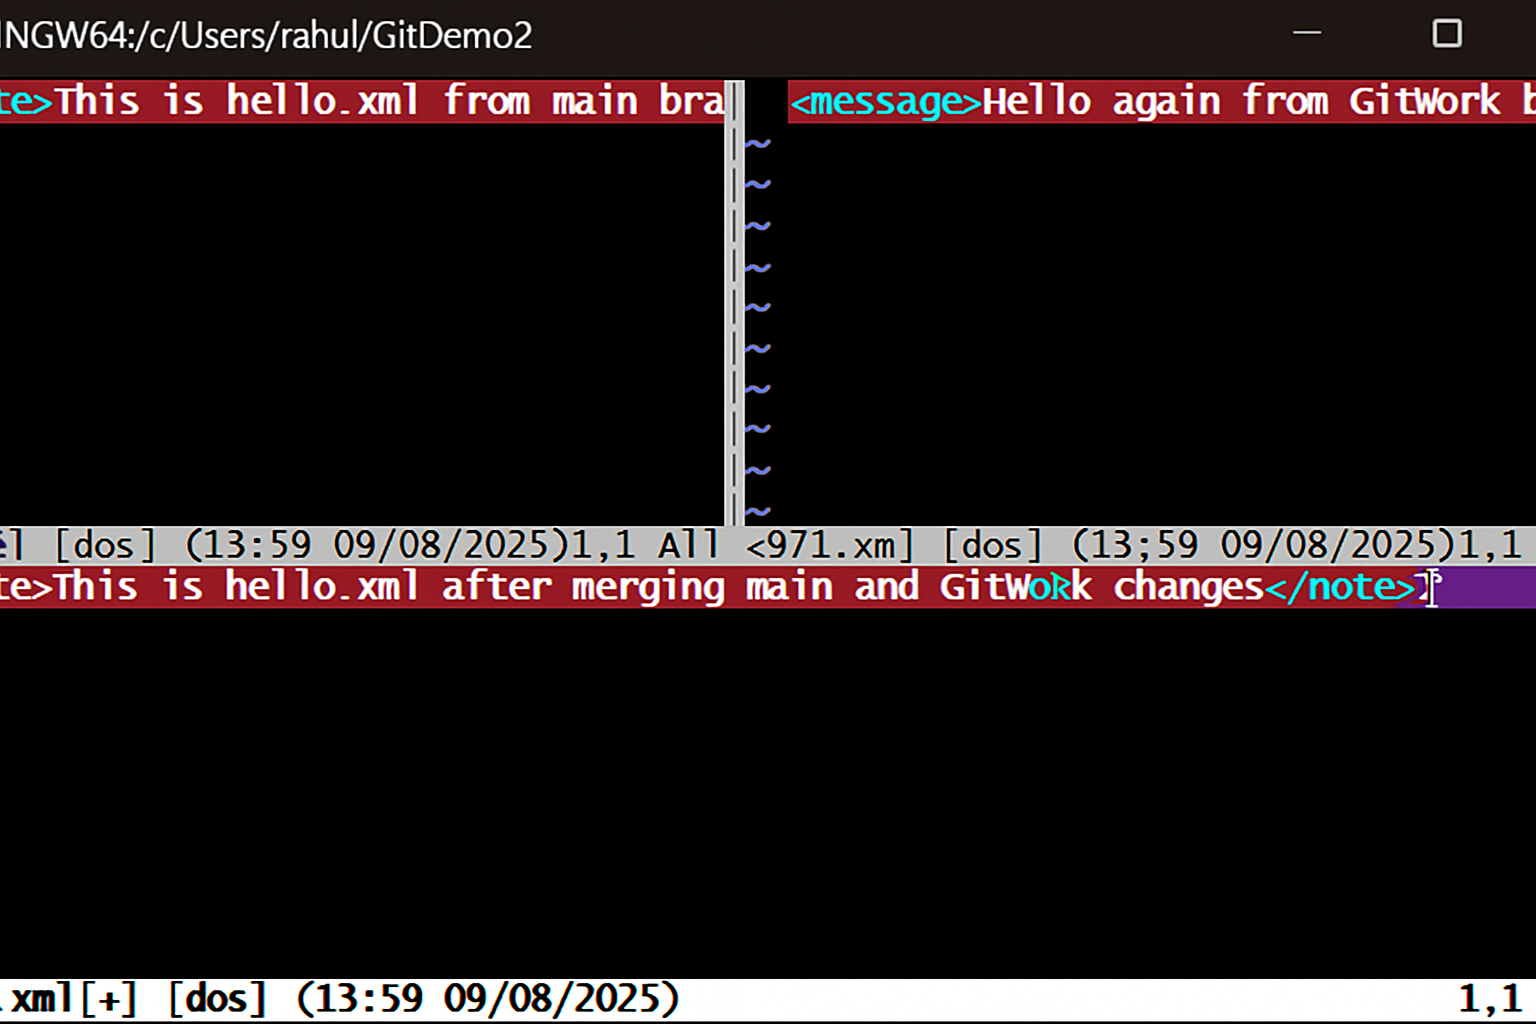 INGW64:/c/Users/rahul/GitDemo2
te>This is hello.xml from main bra
<message>Hello again from GitWork b
~
~
~
~
~
~
~
~
~
~
] [dos] (13:59 09/08/2025)1,1 All <971.xm] [dos] (13;59 09/08/2025)1,1
te>This is hello.xml after merging main and GitWork changes</note>
.xml[+] [dos] (13:59 09/08/2025) 1,1